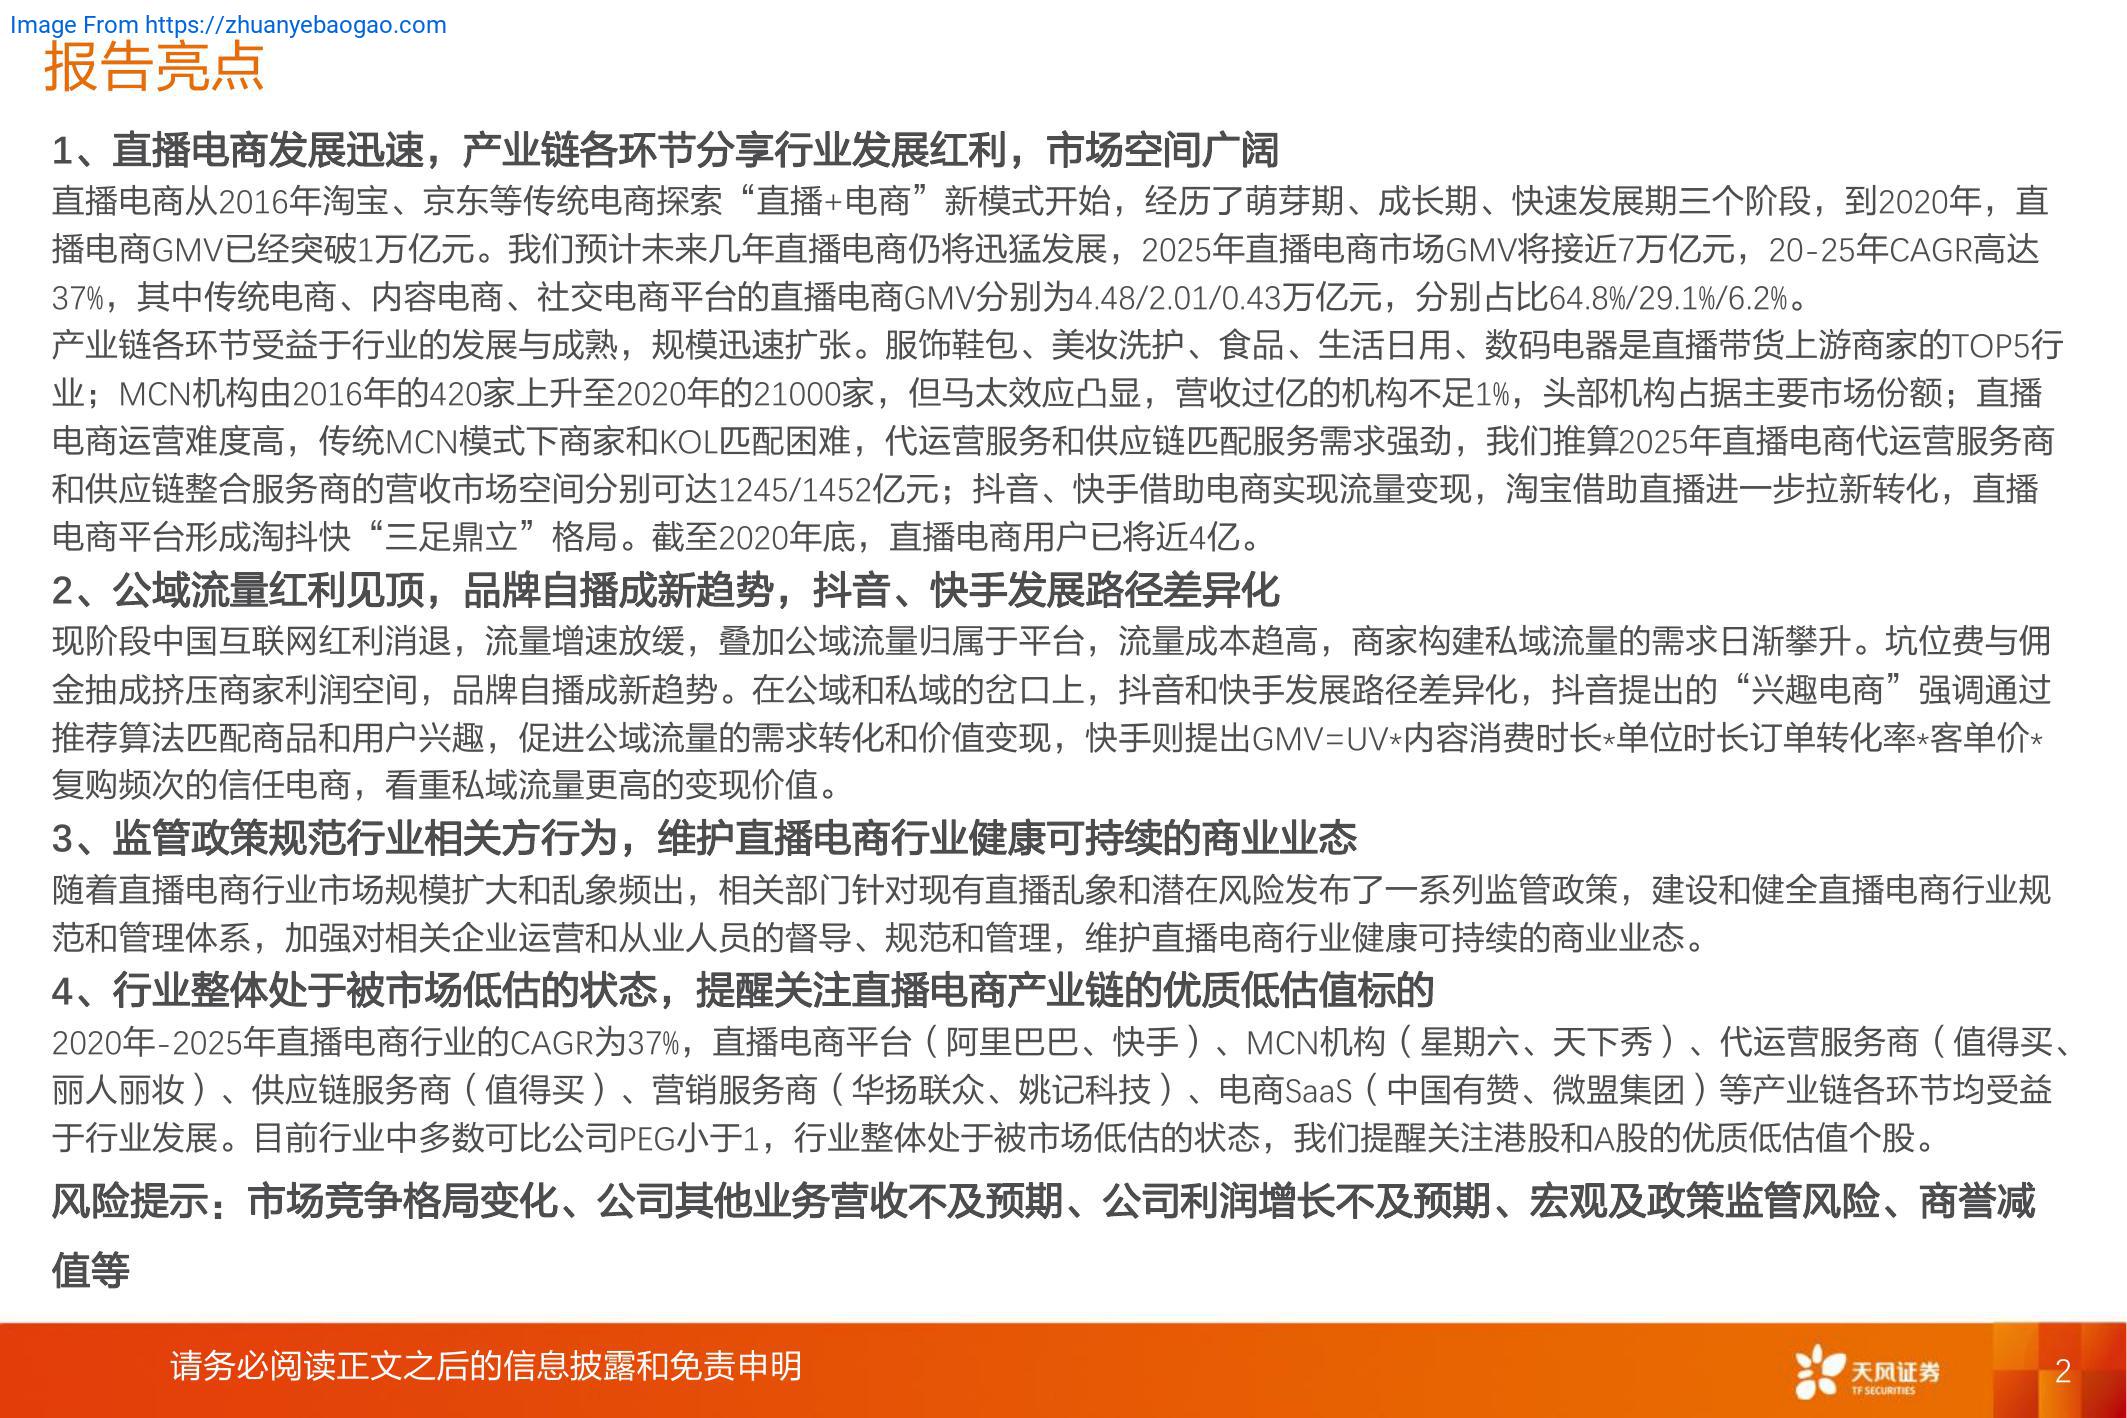 Image From https://zhuanyebaogao.com
报告亮点
1、直播电商发展迅速，产业链各环节分享行业发展红利，市场空间广阔
直播电商从2016年淘宝、京东等传统电商探索“直播+电商”新模式开始，经历了萌芽期、成长期、快速发展期三个阶段，到2020年，直
播电商GMV已经突破1万亿元。我们预计未来几年直播电商仍将迅猛发展，2025年直播电商市场GMV将接近7万亿元，20-25年CAGR高达
37%，其中传统电商、内容电商、社交电商平台的直播电商GMV分别为4.48/2.01/0.43万亿元，分别占比64.8%/29.1%/6.2%。
产业链各环节受益于行业的发展与成熟，规模迅速扩张。服饰鞋包、美妆洗护、食品、生活日用、数码电器是直播带货上游商家的TOP5行
业；MCN机构由2016年的420家上升至2020年的21000家，但马太效应凸显，营收过亿的机构不足1%，头部机构占据主要市场份额；直播
电商运营难度高，传统MCN模式下商家和KOL匹配困难，代运营服务和供应链匹配服务需求强劲，我们推算2025年直播电商代运营服务商
和供应链整合服务商的营收市场空间分别可达1245/1452亿元；抖音、快手借助电商实现流量变现，淘宝借助直播进一步拉新转化，直播
电商平台形成淘抖快“三足鼎立”格局。截至2020年底，直播电商用户已将近4亿。
2、公域流量红利见顶，品牌自播成新趋势，抖音、快手发展路径差异化
现阶段中国互联网红利消退，流量增速放缓，叠加公域流量归属于平台，流量成本趋高，商家构建私域流量的需求日渐攀升。坑位费与佣
金抽成挤压商家利润空间，品牌自播成新趋势。在公域和私域的岔口上，抖音和快手发展路径差异化，抖音提出的“兴趣电商”强调通过
推荐算法匹配商品和用户兴趣，促进公域流量的需求转化和价值变现，快手则提出GMV=UV*内容消费时长*单位时长订单转化率*客单价*
复购频次的信任电商，看重私域流量更高的变现价值。
3、监管政策规范行业相关方行为，维护直播电商行业健康可持续的商业业态
随着直播电商行业市场规模扩大和乱象频出，相关部门针对现有直播乱象和潜在风险发布了一系列监管政策，建设和健全直播电商行业规
范和管理体系，加强对相关企业运营和从业人员的督导、规范和管理，维护直播电商行业健康可持续的商业业态。
4、行业整体处于被市场低估的状态，提醒关注直播电商产业链的优质低估值标的
2020年-2025年直播电商行业的CAGR为37%，直播电商平台（阿里巴巴、快手）、MCN机构（星期六、天下秀）、代运营服务商（值得买、
丽人丽妆）、供应链服务商（值得买）、营销服务商（华扬联众、姚记科技）、电商SaaS（中国有赞、微盟集团）等产业链各环节均受益
于行业发展。目前行业中多数可比公司PEG小于1，行业整体处于被市场低估的状态，我们提醒关注港股和A股的优质低估值个股。
风险提示：市场竞争格局变化、公司其他业务营收不及预期、公司利润增长不及预期、宏观及政策监管风险、商誉减
值等
请务必阅读正文之后的信息披露和免责申明
天风证券
TF SECURITIES
2